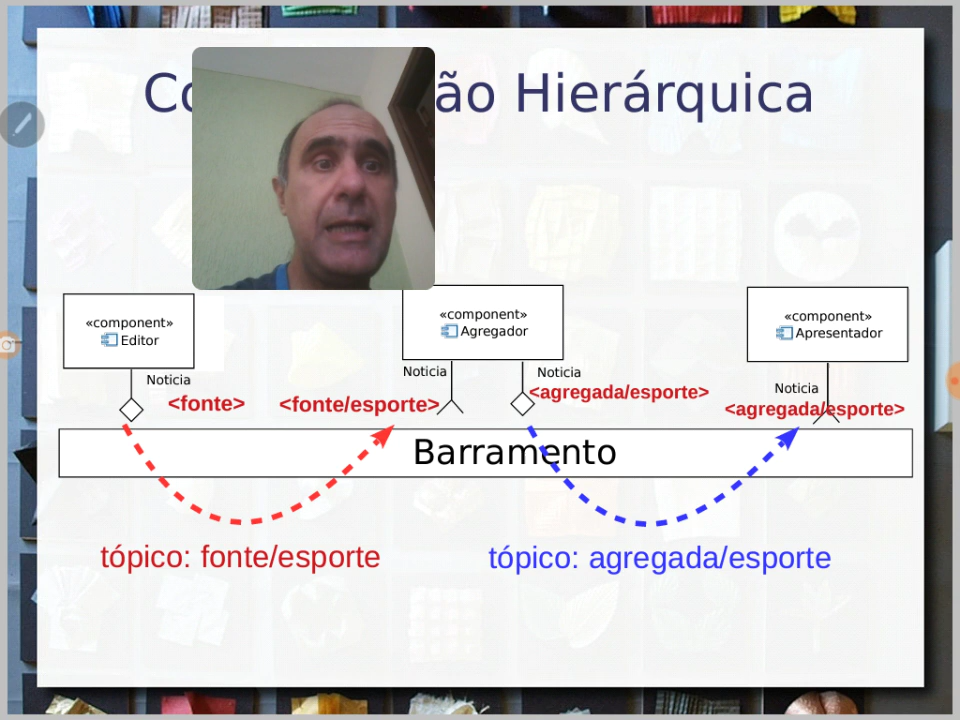 ão Hierárquica
«component»
Editor
«component»
Agregador
«component»
Apresentador
Noticia
Noticia
Noticia
Noticia
<fonte>
<fonte/esporte>
<agregada/esporte>
<agregada/esporte>
Barramento
tópico: fonte/esporte
tópico: agregada/esporte